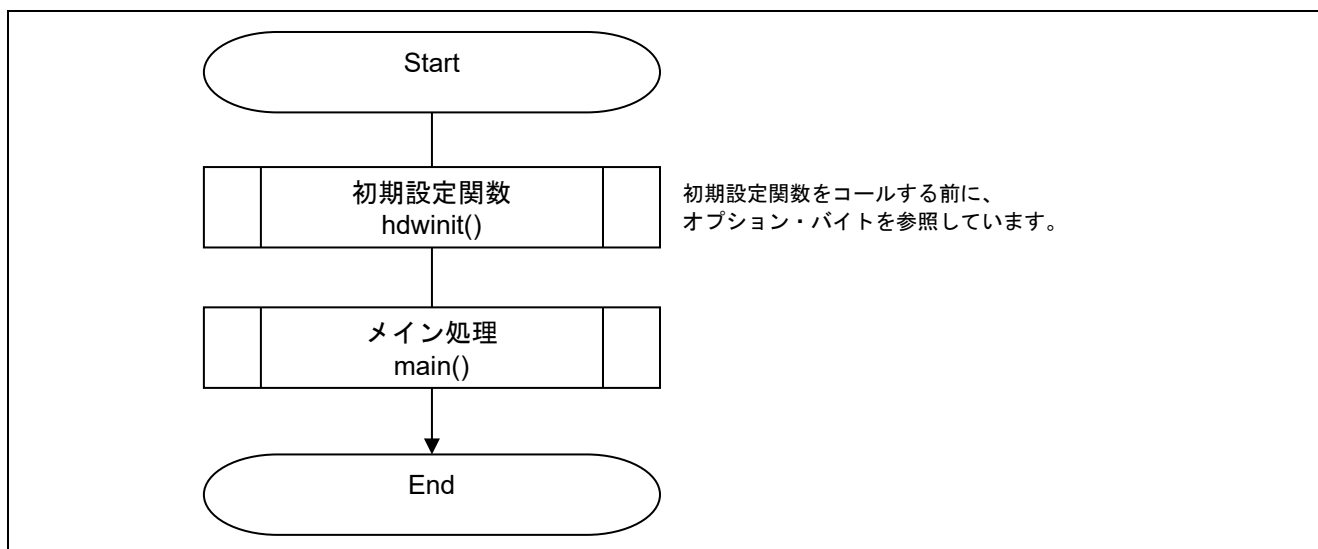 Start
初期設定関数
hdwinit()
初期設定関数をコールする前に、
オプション・バイトを参照しています。
メイン処理
main()
End